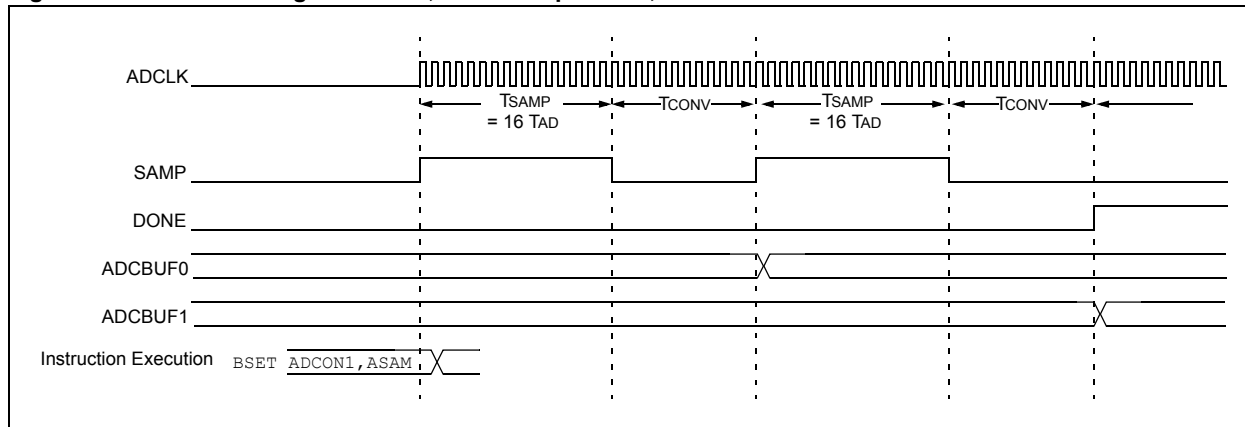 ADCLK
TSAMP TCONV TSAMP TCONV
= 16 TAD = 16 TAD
SAMP
DONE
ADCBUF0
ADCBUF1
Instruction Execution BSET ADCON1,ASAM